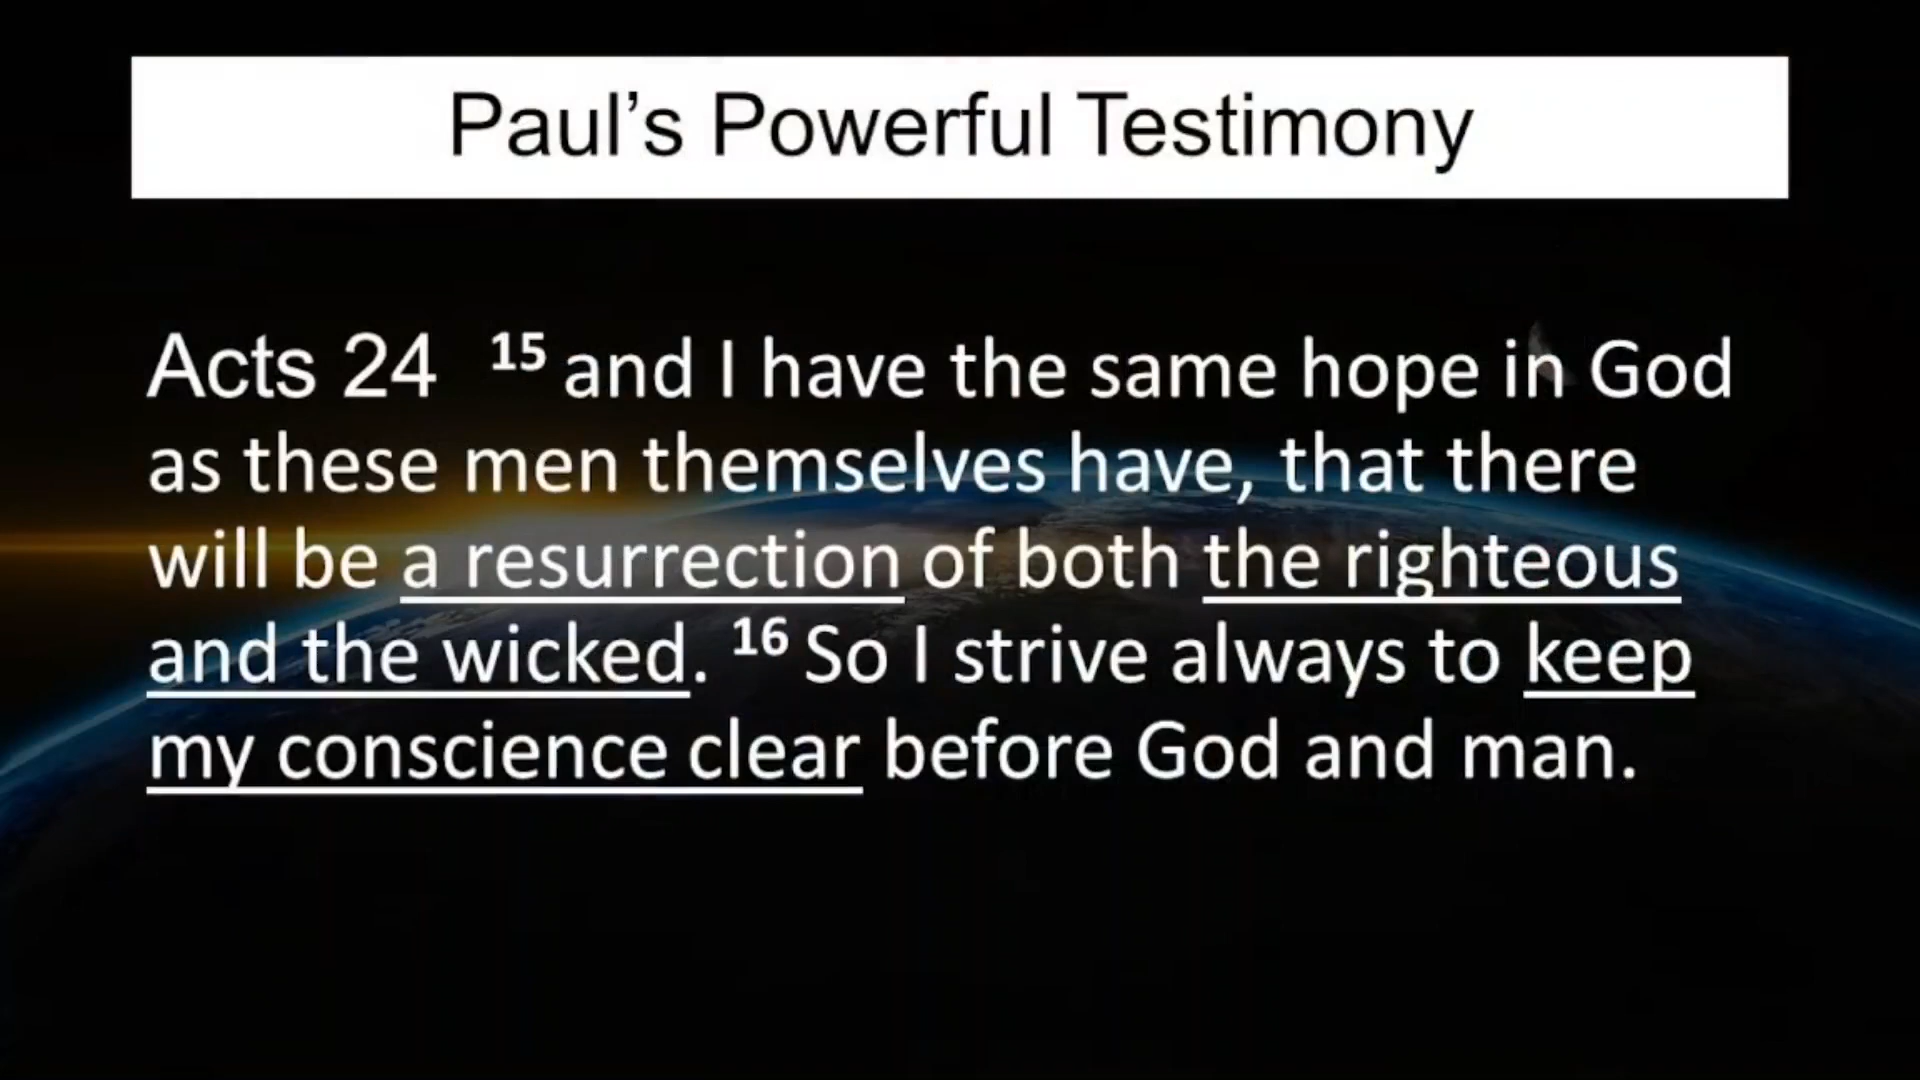 Paul’s Powerful Testimony
Acts 24 15 and I have the same hope in God
as these men themselves have, that there
will be a resurrection of both the righteous
and the wicked. 16 So I strive always to keep
my conscience clear before God and man.